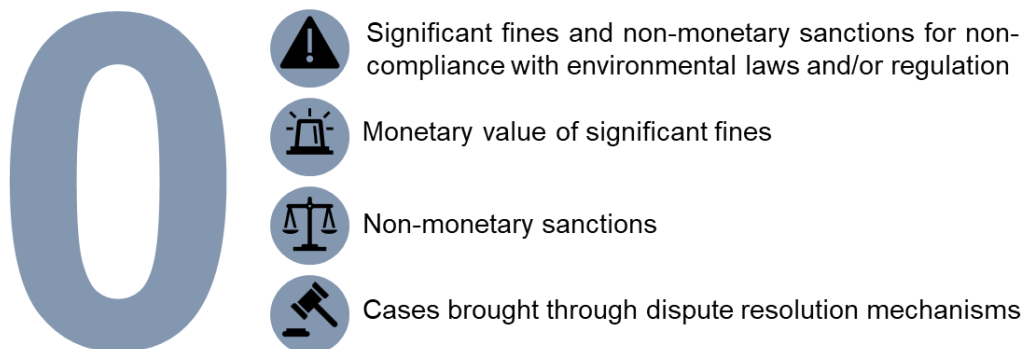 0
Significant fines and non-monetary sanctions for non-
compliance with environmental laws and/or regulation
Monetary value of significant fines
Non-monetary sanctions
Cases brought through dispute resolution mechanisms